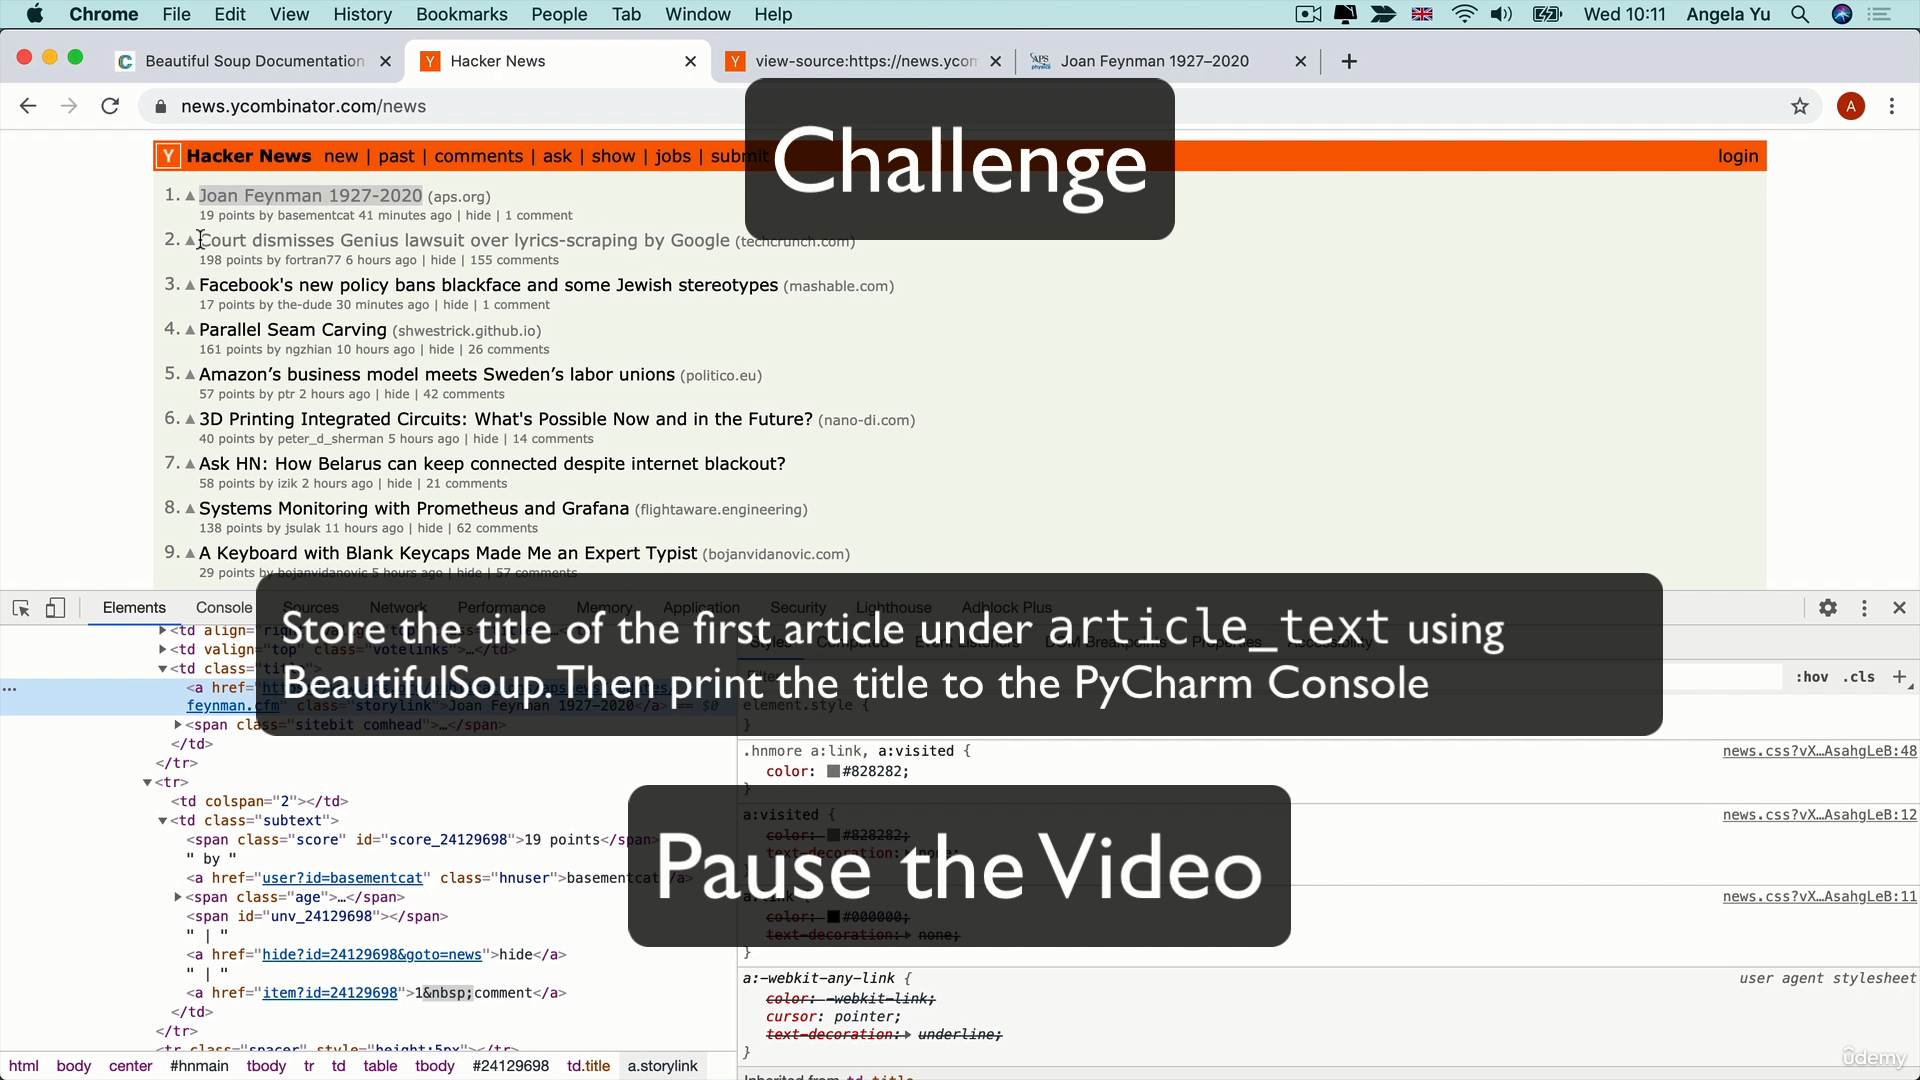 Chrome File Edit View History Bookmarks People Tab Window Help Wed 10:11 Angela Yu
Beautiful Soup Documentation Hacker News view-source:https://news.ycom Joan Feynman 1927–2020
news.ycombinator.com/news A
Challenge
Y Hacker News new | past | comments | ask | show | jobs | submit login
1. Joan Feynman 1927-2020 (aps.org)
19 points by basementcat 41 minutes ago | hide | 1 comment
2. Court dismisses Genius lawsuit over lyrics-scraping by Google (techcrunch.com)
198 points by fortran77 6 hours ago | hide | 155 comments
3. Facebook's new policy bans blackface and some Jewish stereotypes (mashable.com)
17 points by the-dude 30 minutes ago | hide | 1 comment
4. Parallel Seam Carving (shwestrick.github.io)
161 points by ngzhian 10 hours ago | hide | 26 comments
5. Amazon’s business model meets Sweden’s labor unions (politico.eu)
57 points by ptr 2 hours ago | hide | 42 comments
6. 3D Printing Integrated Circuits: What's Possible Now and in the Future? (nano-di.com)
40 points by peter_d_sherman 5 hours ago | hide | 14 comments
7. Ask HN: How Belarus can keep connected despite internet blackout?
58 points by izik 2 hours ago | hide | 21 comments
8. Systems Monitoring with Prometheus and Grafana (flightaware.engineering)
138 points by jsulak 11 hours ago | hide | 62 comments
9. A Keyboard with Blank Keycaps Made Me an Expert Typist (bojanvidanovic.com)
29 points by bojanvidanovic 5 hours ago | hide | 57 comments
Elements Console Sources Network Performance Memory Application Security Lighthouse Adblock Plus
Store the title of the first article under article_text using
BeautifulSoup. Then print the title to the PyCharm Console
<td valign="top" class="votelinks">…</td>
<td class="title">
feynman.cfm" class="storylink">Joan Feynman 1927-2020</a> == $0
<span class="sitebit comhead">…</span>
</td>
</tr>
<tr>
<td colspan="2"></td>
<td class="subtext">
<span class="score" id="score_24129698">19 points</span>
" by "
<a href="user?id=basementcat" class="hnuser">basementcat</a>
<span class="age">…</span>
<span id="unv_24129698"></span>
" | "
<a href="hide?id=24129698&goto=news">hide</a>
" | "
<a href="item?id=24129698">1&nbsp;comment</a>
</td>
</tr>
<tr class="spacer" style="height:5px"></tr>
html body center #hnmain tbody tr td table tbody #24129698 td.title a.storylink
:hov .cls
element.style {
}
.hnmore a:link, a:visited { news.css?vX…AsahgLeB:48
color: #828282;
}
a:visited { news.css?vX…AsahgLeB:12
color: #828282;
text-decoration: none;
Pause the Video
a:link news.css?vX…AsahgLeB:11
color: #000000;
text-decoration: none;
}
a:-webkit-any-link { user agent stylesheet
color: -webkit-link;
cursor: pointer;
text-decoration: underline;
}
Inherited from td.title
ûdemy